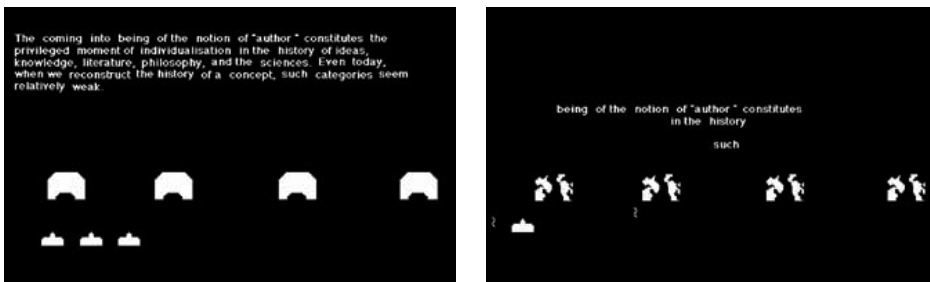 The coming into being of the notion of "author" constitutes the
privileged moment of individualisation in the history of ideas,
knowledge, literature, philosophy, and the sciences. Even today,
when we reconstruct the history of a concept, such categories seem
relatively weak.
being of the notion of "author" constitutes
in the history
such